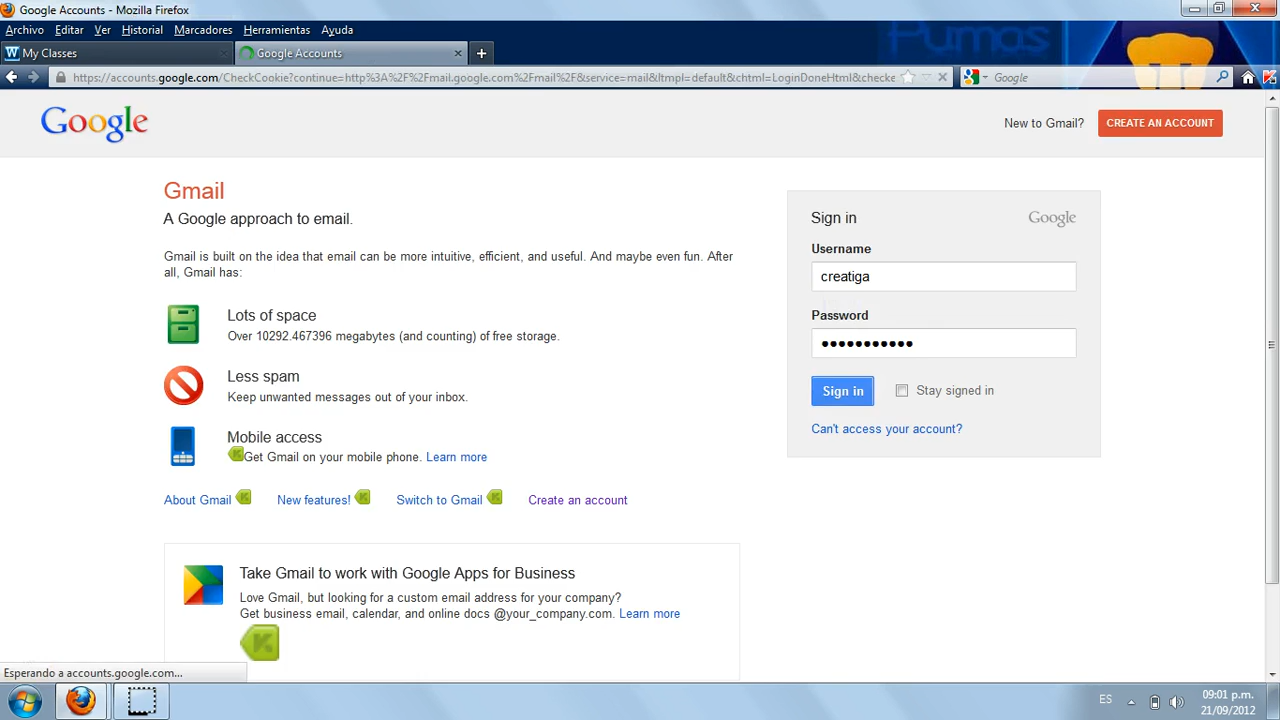 Google Accounts - Mozilla Firefox
Archivo Editar Ver Historial Marcadores Herramientas Ayuda
Pumas
W My Classes
Google Accounts
https://accounts.google.com/CheckCookie?continue=http%3A%2F%2Fmail.google.com%2Fmail%2F&service=mail&ltmpl=default&chtml=LoginDoneHtml&checke
Google
Google
New to Gmail? CREATE AN ACCOUNT
Gmail
A Google approach to email.
Gmail is built on the idea that email can be more intuitive, efficient, and useful. And maybe even fun. After
all, Gmail has:
Lots of space
Over 10292.467396 megabytes (and counting) of free storage.
Less spam
Keep unwanted messages out of your inbox.
Mobile access
Get Gmail on your mobile phone. Learn more
About Gmail New features! Switch to Gmail Create an account
Take Gmail to work with Google Apps for Business
Love Gmail, but looking for a custom email address for your company?
Get business email, calendar, and online docs @your_company.com. Learn more
Sign in Google
Username
creatiga
Password
•••••••••••
Sign in Stay signed in
Can't access your account?
Esperando a accounts.google.com...
ES
09:01 p.m.
21/09/2012